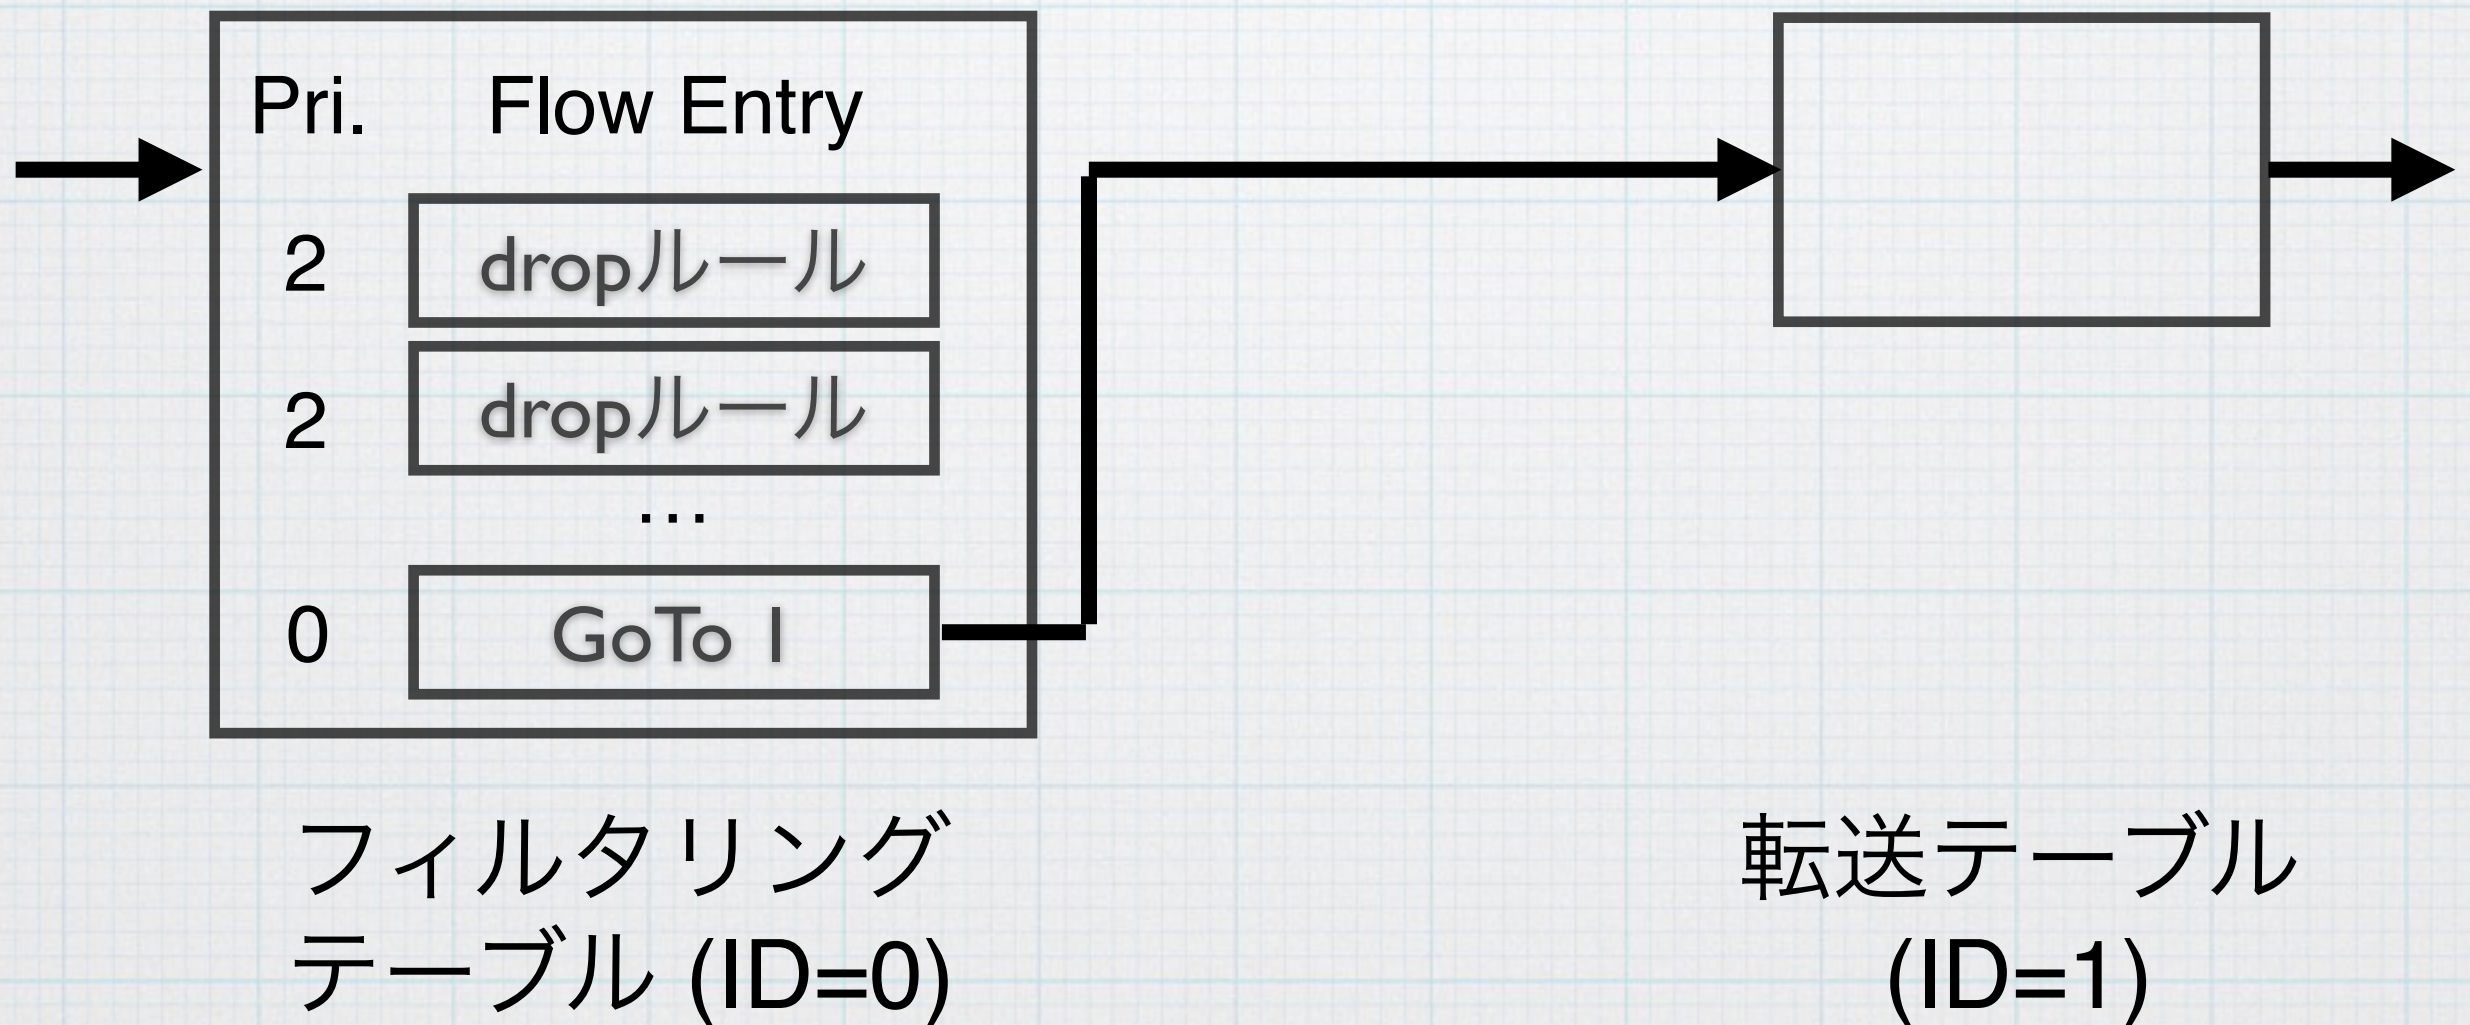 Pri. Flow Entry
2 dropルール
2 dropルール
…
0 GoTo 1
フィルタリング
テーブル (ID=0)
転送テーブル
(ID=1)